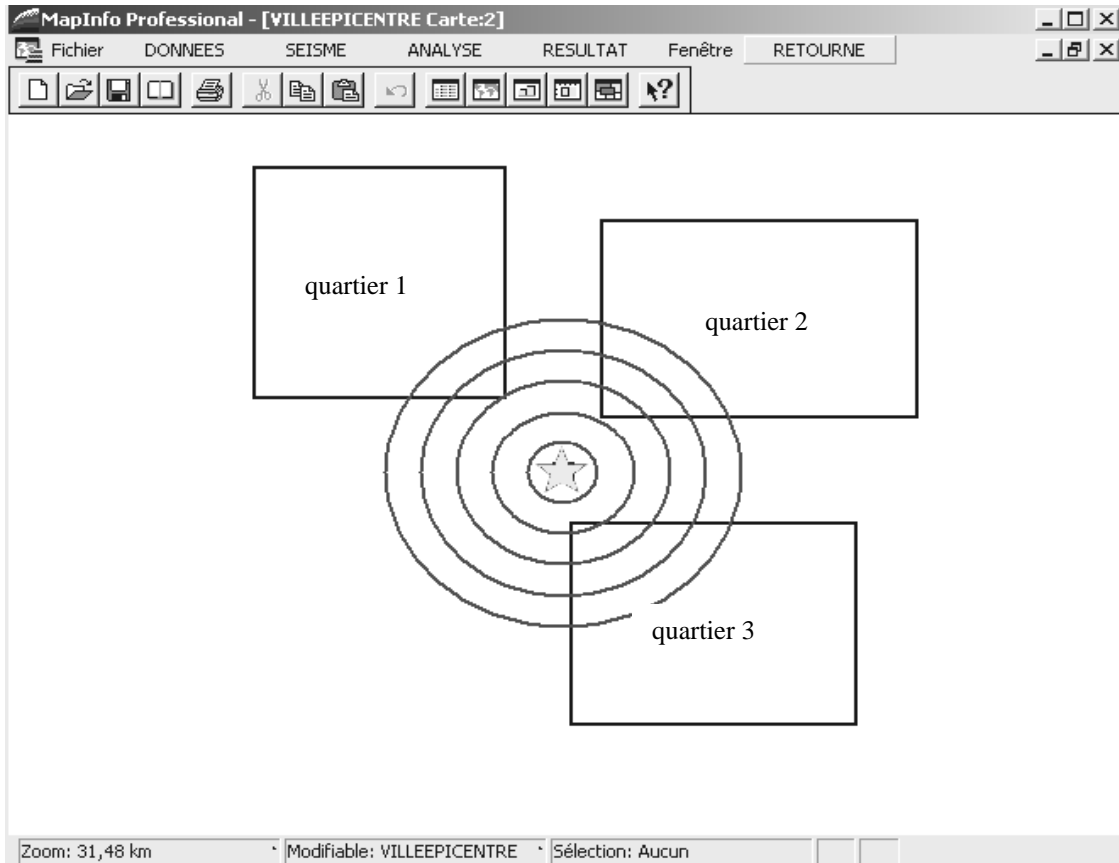 MapInfo Professional - [VILLEEPICENTRE Carte:2]
Fichier DONNEES SEISME ANALYSE RESULTAT Fenêtre RETOURNE
quartier 1
quartier 2
quartier 3
Zoom: 31,48 km Modifiable: VILLEEPICENTRE Sélection: Aucun